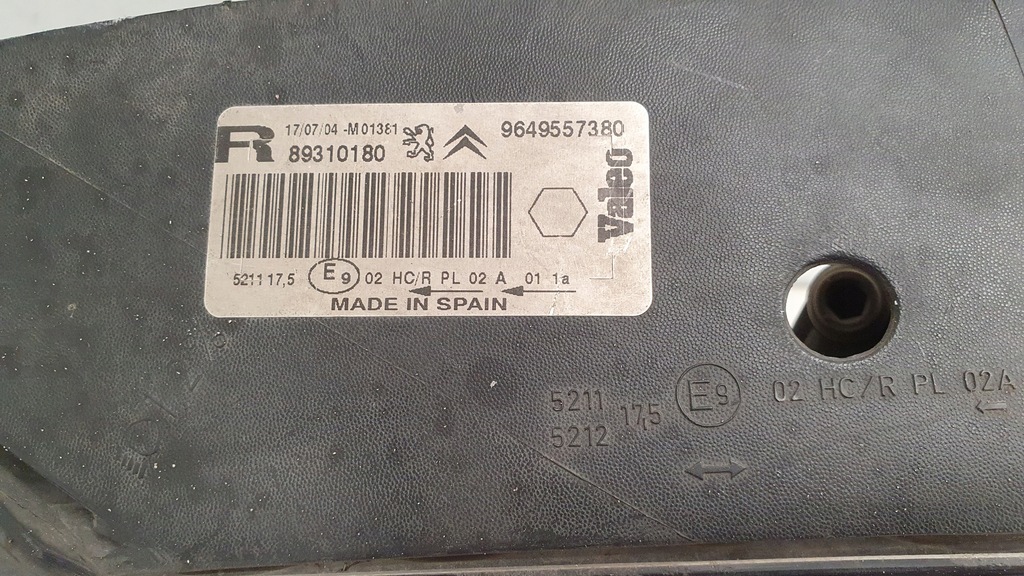 R 17/07/04 -M 01381 9649557380
89310180
Valeo
5211 17,5 E9 02 HC/R PL 02 A 01 1a
MADE IN SPAIN
5211 17,5 E9 02 HC/R PL 02A
5212